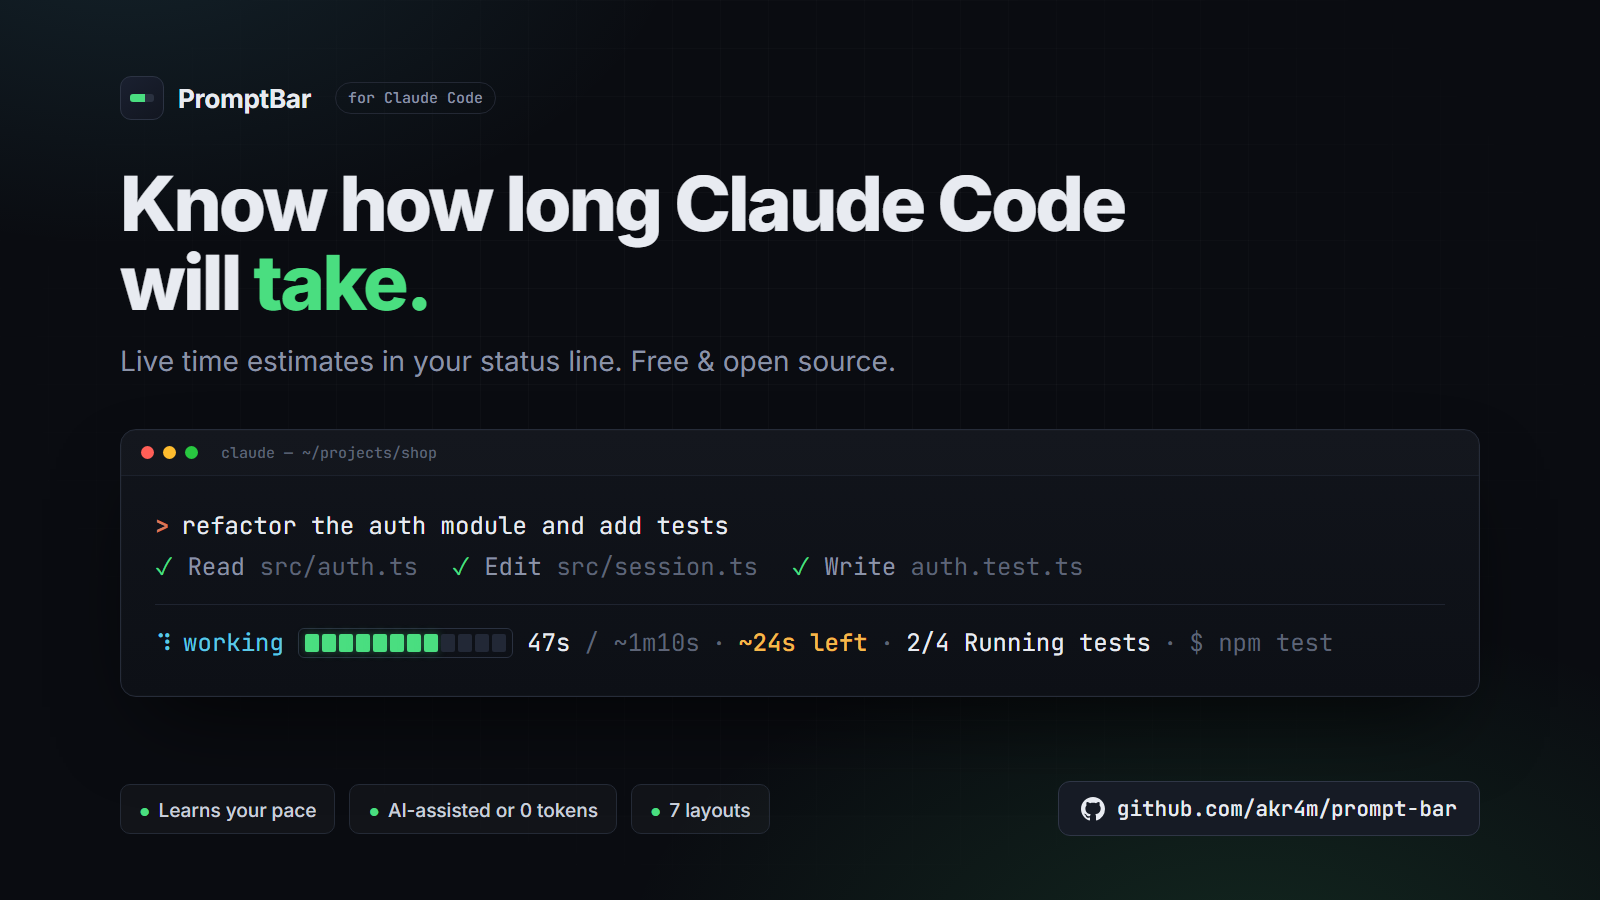 PromptBar for Claude Code
Know how long Claude Code
will take.
Live time estimates in your status line. Free & open source.
claude — ~/projects/shop
> refactor the auth module and add tests
✓ Read src/auth.ts ✓ Edit src/session.ts ✓ Write auth.test.ts
working 47s / ~1m10s · ~24s left · 2/4 Running tests · $ npm test
Learns your pace
AI-assisted or 0 tokens
7 layouts
github.com/akr4m/prompt-bar